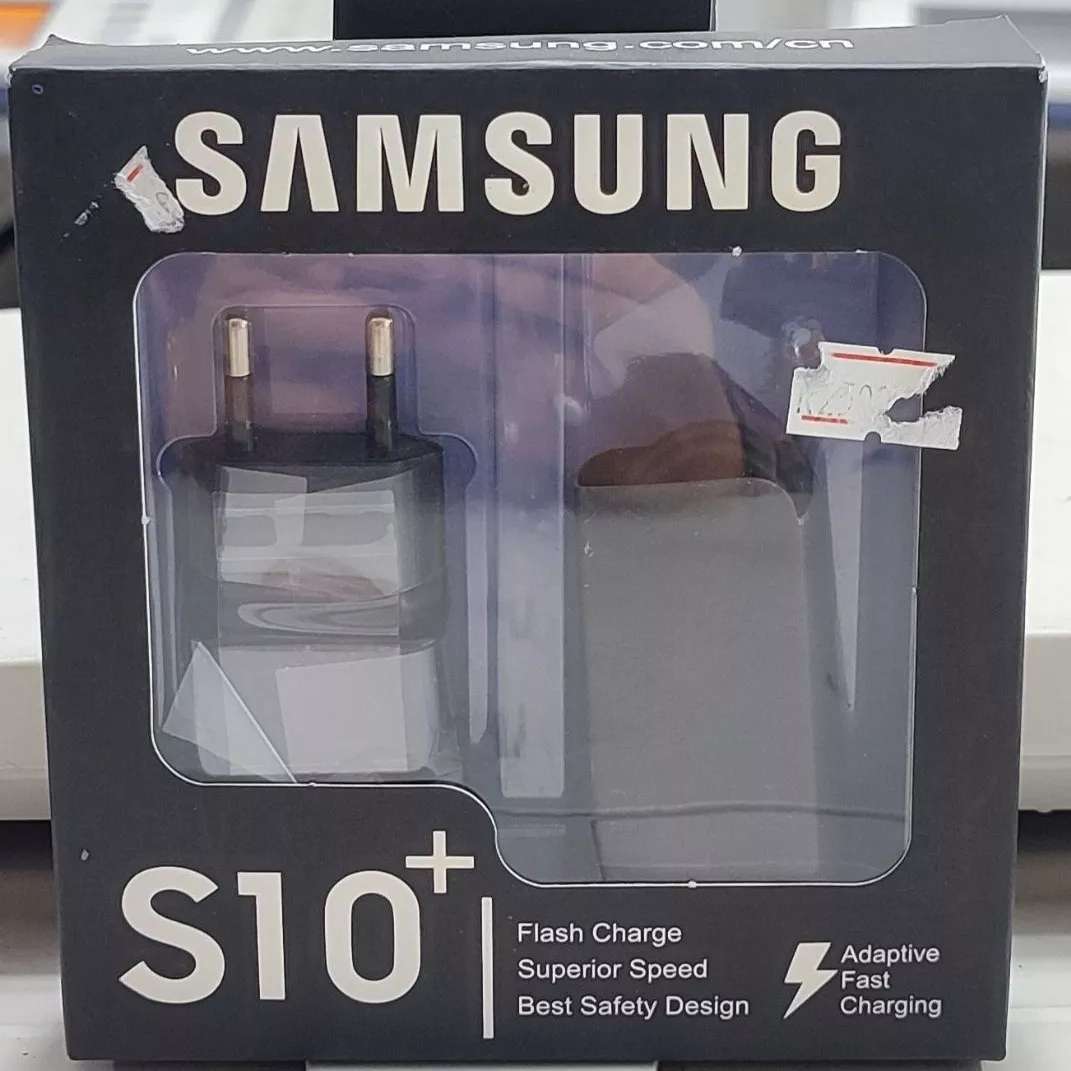 www.samsung.com/cn
SAMSUNG
S10+
Flash Charge
Superior Speed
Best Safety Design
Adaptive
Fast
Charging